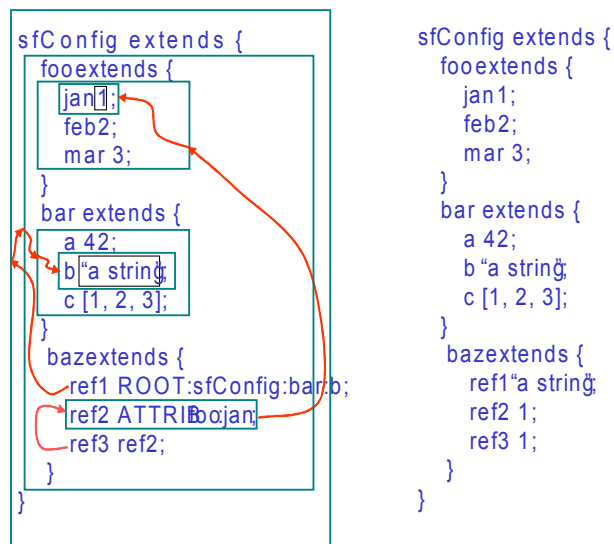 sfConfig extends {
fooextends {
jan1;
feb2;
mar 3;
}
bar extends {
a 42;
b “a string”;
c [1, 2, 3];
}
bazextends {
ref1 ROOT:sfConfig:bar:b;
ref2 ATTRIB foo:jan;
ref3 ref2;
}
}
sfConfig extends {
fooextends {
jan1;
feb2;
mar 3;
}
bar extends {
a 42;
b “a string”;
c [1, 2, 3];
}
bazextends {
ref1“a string”;
ref2 1;
ref3 1;
}
}